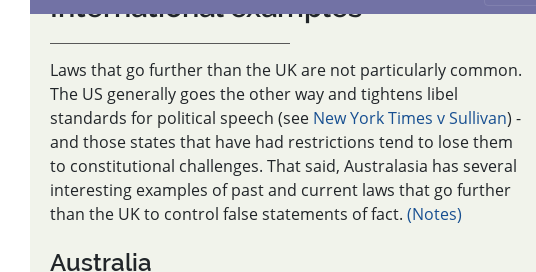 International examples
Laws that go further than the UK are not particularly common.
The US generally goes the other way and tightens libel
standards for political speech (see New York Times v Sullivan) -
and those states that have had restrictions tend to lose them
to constitutional challenges. That said, Australasia has several
interesting examples of past and current laws that go further
than the UK to control false statements of fact. (Notes)
Australia